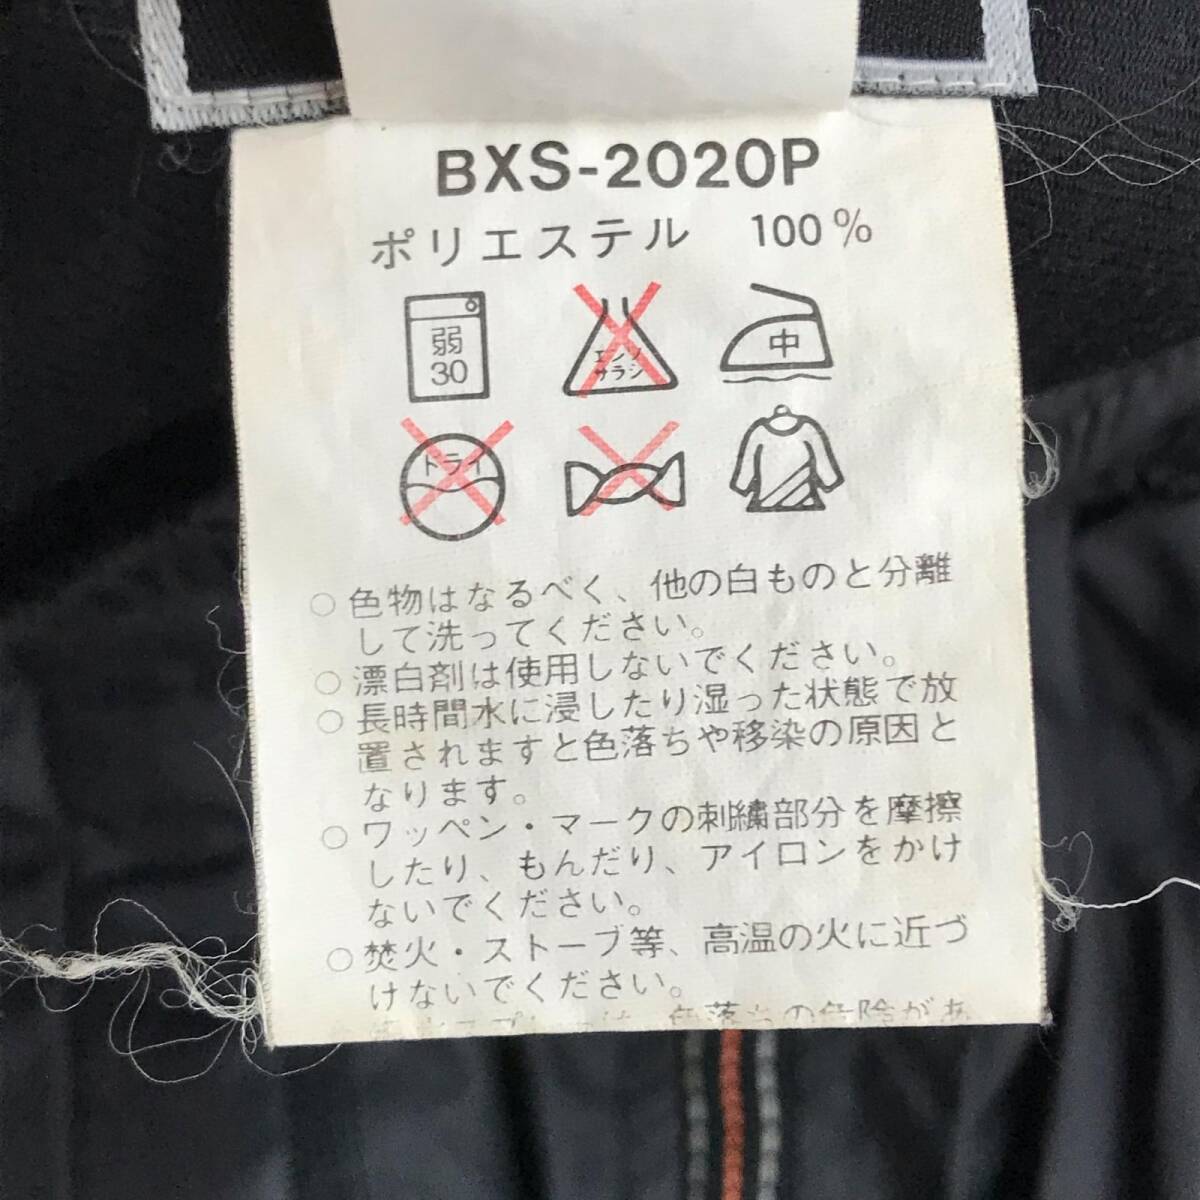 BXS-2020P
ポリエステル 100%
弱
30
エンソ
サラシ
中
ドライ
○ 色物はなるべく、他の白ものと分離
して洗ってください。
○ 漂白剤は使用しないでください。
○ 長時間水に浸したり湿った状態で放
置されますと色落ちや移染の原因と
なります。
○ ワッペン・マークの刺繍部分を摩擦
したり、もんだり、アイロンをかけ
ないでください。
○ 焚火・ストーブ等、高温の火に近づ
けないでください。